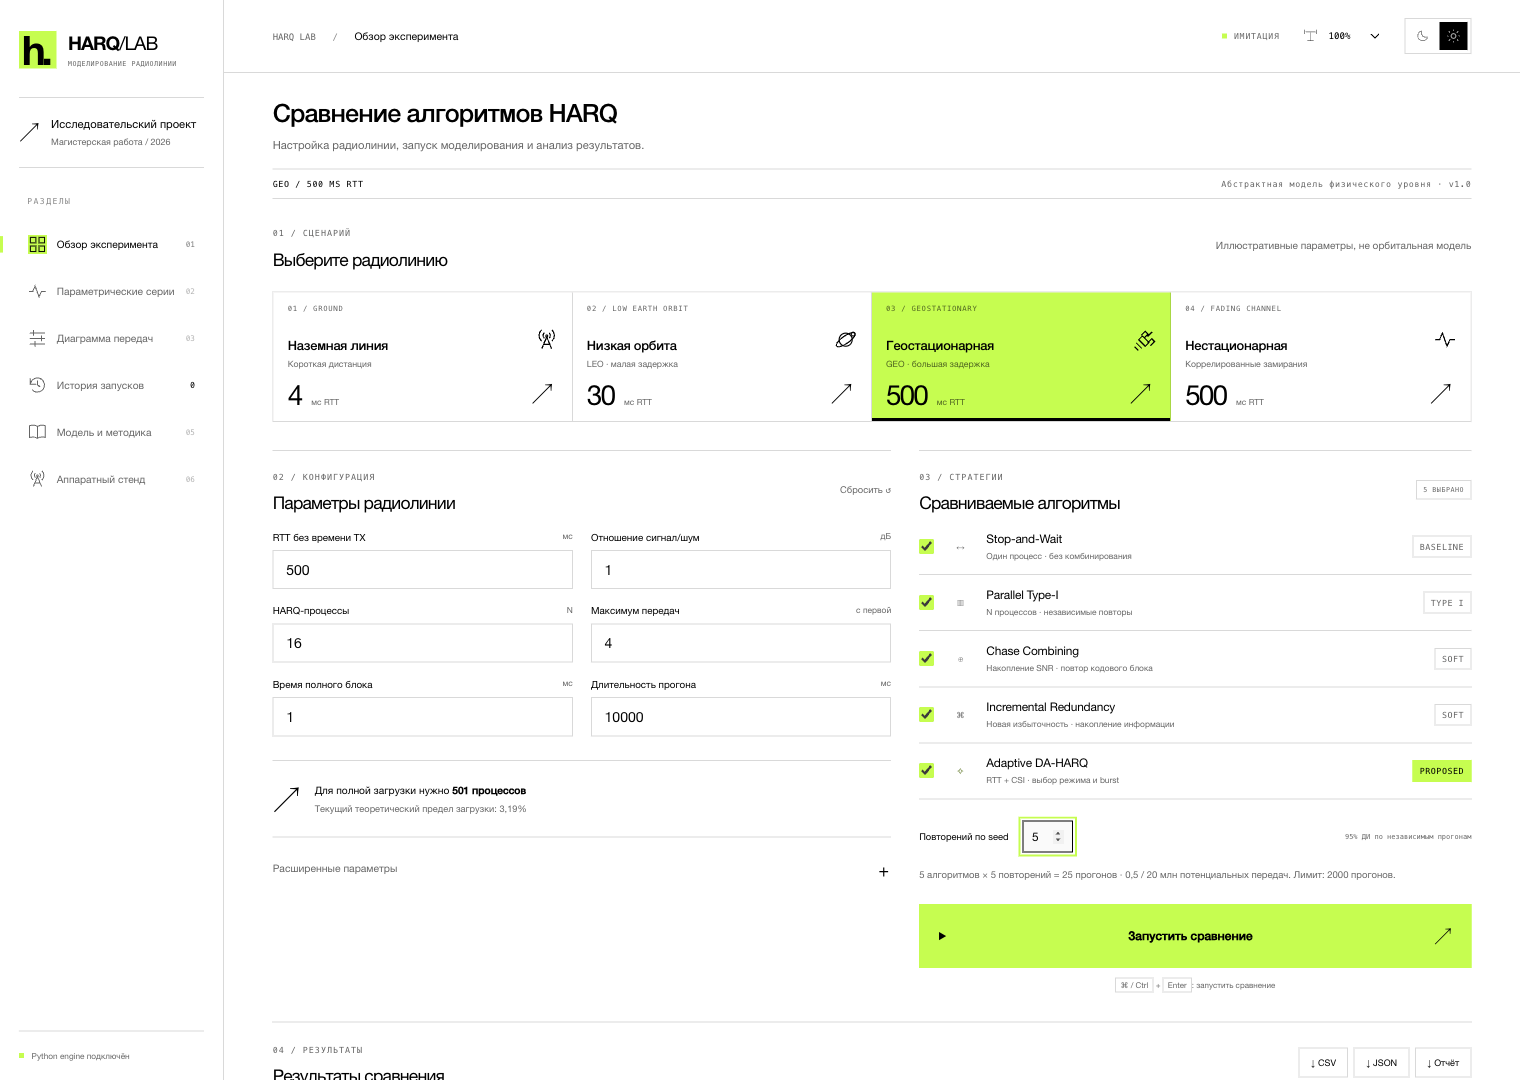 h.
HARQ/LAB
МОДЕЛИРОВАНИЕ РАДИОЛИНИИ
Исследовательский проект
Магистерская работа / 2026
РАЗДЕЛЫ
Обзор эксперимента 01
Параметрические серии 02
Диаграмма передач 03
История запусков 0
Модель и методика 05
Аппаратный стенд 06
Python engine подключён
HARQ LAB / Обзор эксперимента
ИМИТАЦИЯ
100%
Сравнение алгоритмов HARQ
Настройка радиолинии, запуск моделирования и анализ результатов.
GEO / 500 MS RTT
Абстрактная модель физического уровня · v1.0
01 / СЦЕНАРИЙ
Выберите радиолинию
Иллюстративные параметры, не орбитальная модель
01 / GROUND
Наземная линия
Короткая дистанция
4 мс RTT
02 / LOW EARTH ORBIT
Низкая орбита
LEO · малая задержка
30 мс RTT
03 / GEOSTATIONARY
Геостационарная
GEO · большая задержка
500 мс RTT
04 / FADING CHANNEL
Нестационарная
Коррелированные замирания
500 мс RTT
02 / КОНФИГУРАЦИЯ
Параметры радиолинии
Сбросить ↺
RTT без времени TX мс
500
Отношение сигнал/шум дБ
1
HARQ-процессы N
16
Максимум передач с первой
4
Время полного блока мс
1
Длительность прогона мс
10000
Для полной загрузки нужно 501 процессов
Текущий теоретический предел загрузки: 3,19%
Расширенные параметры +
03 / СТРАТЕГИИ
Сравниваемые алгоритмы
5 ВЫБРАНО
Stop-and-Wait
Один процесс · без комбинирования
BASELINE
Parallel Type-I
N процессов · независимые повторы
TYPE I
Chase Combining
Накопление SNR · повтор кодового блока
SOFT
Incremental Redundancy
Новая избыточность · накопление информации
SOFT
Adaptive DA-HARQ
RTT + CSI · выбор режима и burst
PROPOSED
Повторений по seed 5
95% ДИ по независимым прогонам
5 алгоритмов × 5 повторений = 25 прогонов · 0,5 / 20 млн потенциальных передач. Лимит: 2000 прогонов.
Запустить сравнение
⌘ / Ctrl + Enter : запустить сравнение
04 / РЕЗУЛЬТАТЫ
Результаты сравнения
↓ CSV
↓ JSON
↓ Отчёт